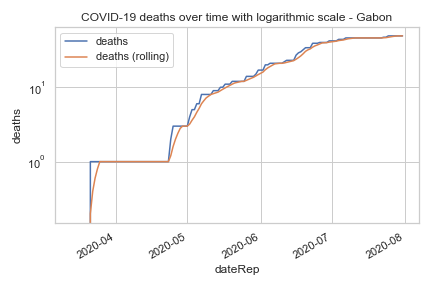 COVID-19 deaths over time with logarithmic scale - Gabon
deaths
deaths (rolling)
10¹
10⁰
deaths
2020-04
2020-05
2020-06
2020-07
2020-08
dateRep